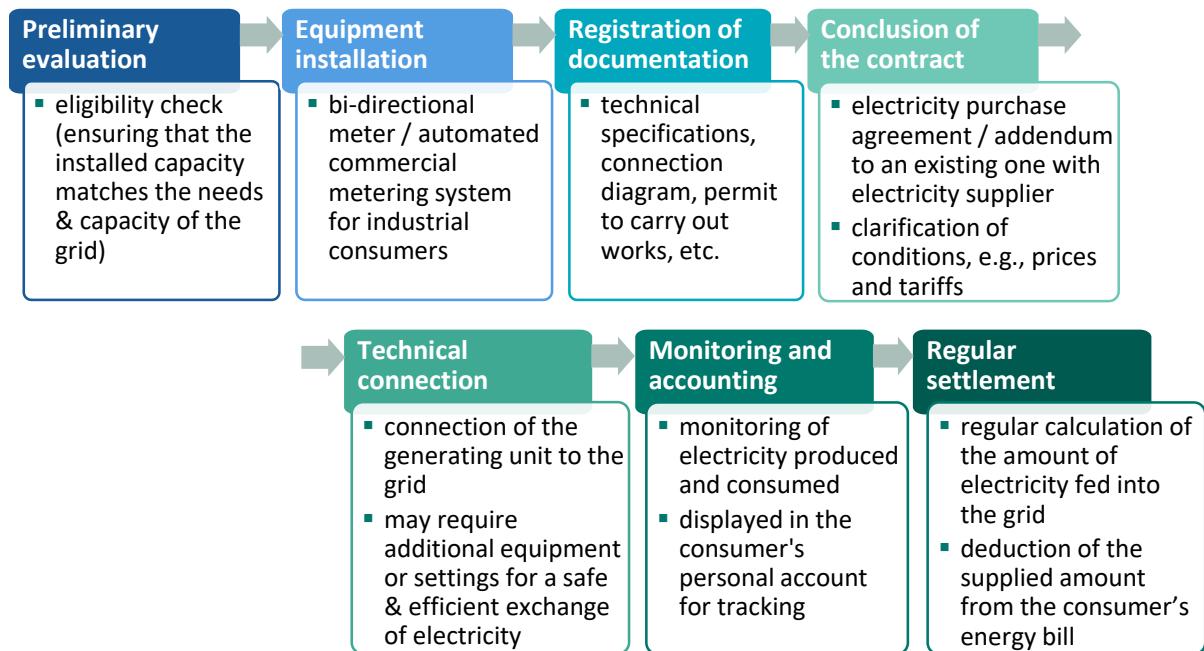 Preliminary
evaluation
▪ eligibility check
(ensuring that the
installed capacity
matches the needs
& capacity of the
grid)
Equipment
installation
▪ bi-directional
meter / automated
commercial
metering system
for industrial
consumers
Registration of
documentation
▪ technical
specifications,
connection
diagram, permit
to carry out
works, etc.
Conclusion of
the contract
▪ electricity purchase
agreement / addendum
to an existing one with
electricity supplier
▪ clarification of
conditions, e.g., prices
and tariffs
Technical
connection
▪ connection of the
generating unit to the
grid
▪ may require
additional equipment
or settings for a safe
& efficient exchange
of electricity
Monitoring and
accounting
▪ monitoring of
electricity produced
and consumed
▪ displayed in the
consumer's
personal account
for tracking
Regular
settlement
▪ regular calculation of
the amount of
electricity fed into
the grid
▪ deduction of the
supplied amount
from the consumer’s
energy bill